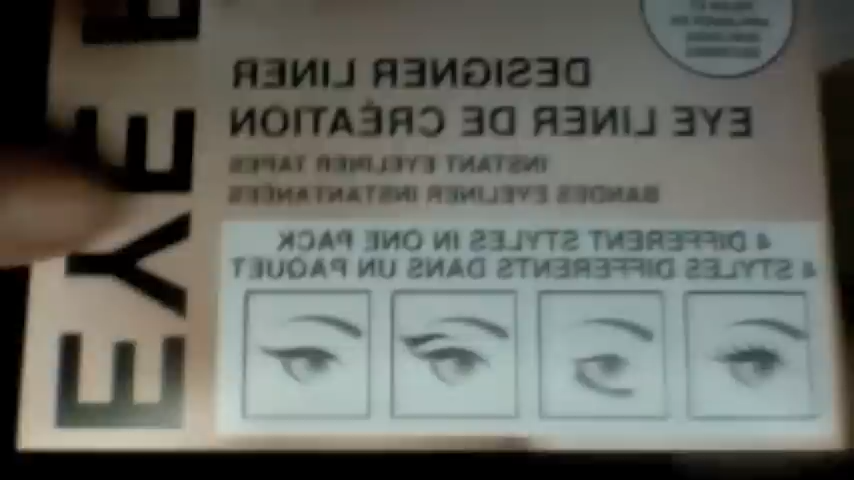 EYE
DESIGNER LINER
EYE LINER DE CRÉATION
INSTANT EYELINER TAPES
BANDES EYELINER INSTANTANÉES
4 DIFFERENT STYLES IN ONE PACK
4 STYLES DIFFERENTS DANS UN PAQUET